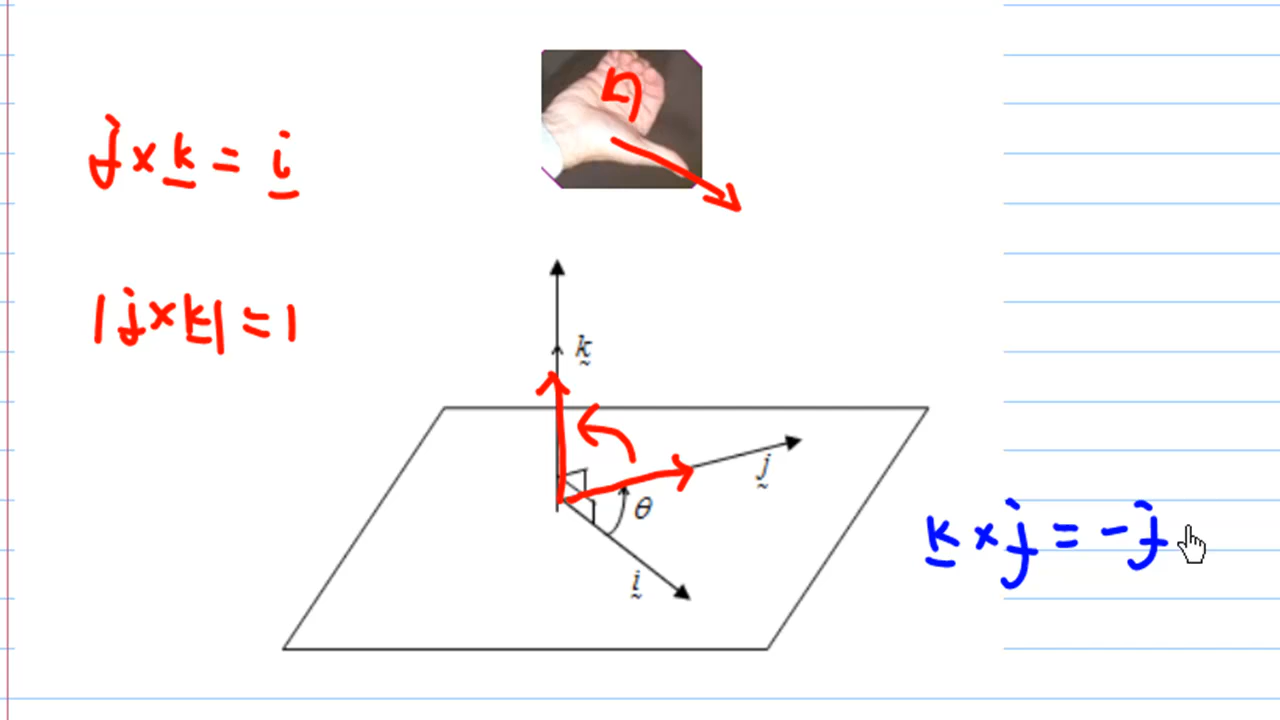 j × k = i
|j × k| = 1
k
j
θ
i
k × j = -j